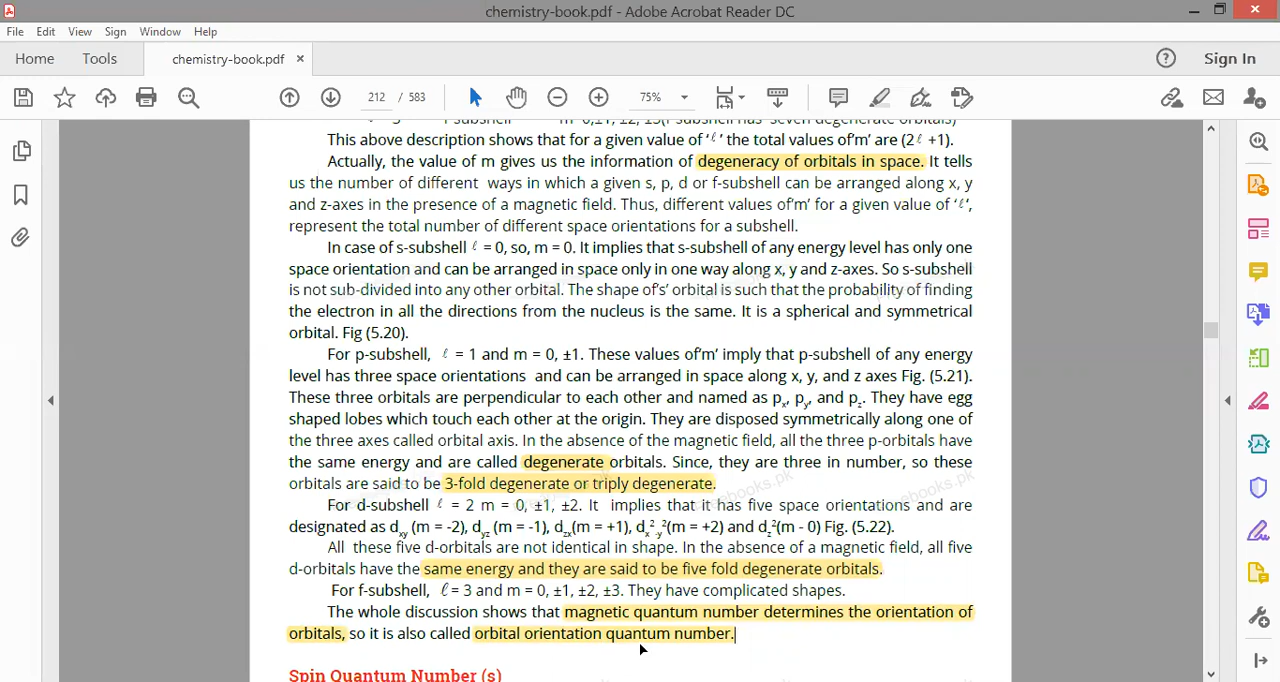 chemistry-book.pdf - Adobe Acrobat Reader DC
File Edit View Sign Window Help
Home Tools chemistry-book.pdf × ? Sign In
212 / 583 75%
This above description shows that for a given value of ‘ℓ’ the total values of’m’ are (2ℓ +1).
Actually, the value of m gives us the information of degeneracy of orbitals in space. It tells
us the number of different ways in which a given s, p, d or f-subshell can be arranged along x, y
and z-axes in the presence of a magnetic field. Thus, different values of’m’ for a given value of ‘ℓ’,
represent the total number of different space orientations for a subshell.
In case of s-subshell ℓ = 0, so, m = 0. It implies that s-subshell of any energy level has only one
space orientation and can be arranged in space only in one way along x, y and z-axes. So s-subshell
is not sub-divided into any other orbital. The shape of’s’ orbital is such that the probability of finding
the electron in all the directions from the nucleus is the same. It is a spherical and symmetrical
orbital. Fig (5.20).
For p-subshell, ℓ = 1 and m = 0, ±1. These values of’m’ imply that p-subshell of any energy
level has three space orientations and can be arranged in space along x, y, and z axes Fig. (5.21).
These three orbitals are perpendicular to each other and named as px, py, and pz. They have egg
shaped lobes which touch each other at the origin. They are disposed symmetrically along one of
the three axes called orbital axis. In the absence of the magnetic field, all the three p-orbitals have
the same energy and are called degenerate orbitals. Since, they are three in number, so these
orbitals are said to be 3-fold degenerate or triply degenerate.
For d-subshell ℓ = 2 m = 0, ±1, ±2. It implies that it has five space orientations and are
designated as dxy (m = -2), dyz (m = -1), dzx(m = +1), dx²-y²(m = +2) and dz²(m - 0) Fig. (5.22).
All these five d-orbitals are not identical in shape. In the absence of a magnetic field, all five
d-orbitals have the same energy and they are said to be five fold degenerate orbitals.
For f-subshell, ℓ = 3 and m = 0, ±1, ±2, ±3. They have complicated shapes.
The whole discussion shows that magnetic quantum number determines the orientation of
orbitals, so it is also called orbital orientation quantum number.
Spin Quantum Number (s)